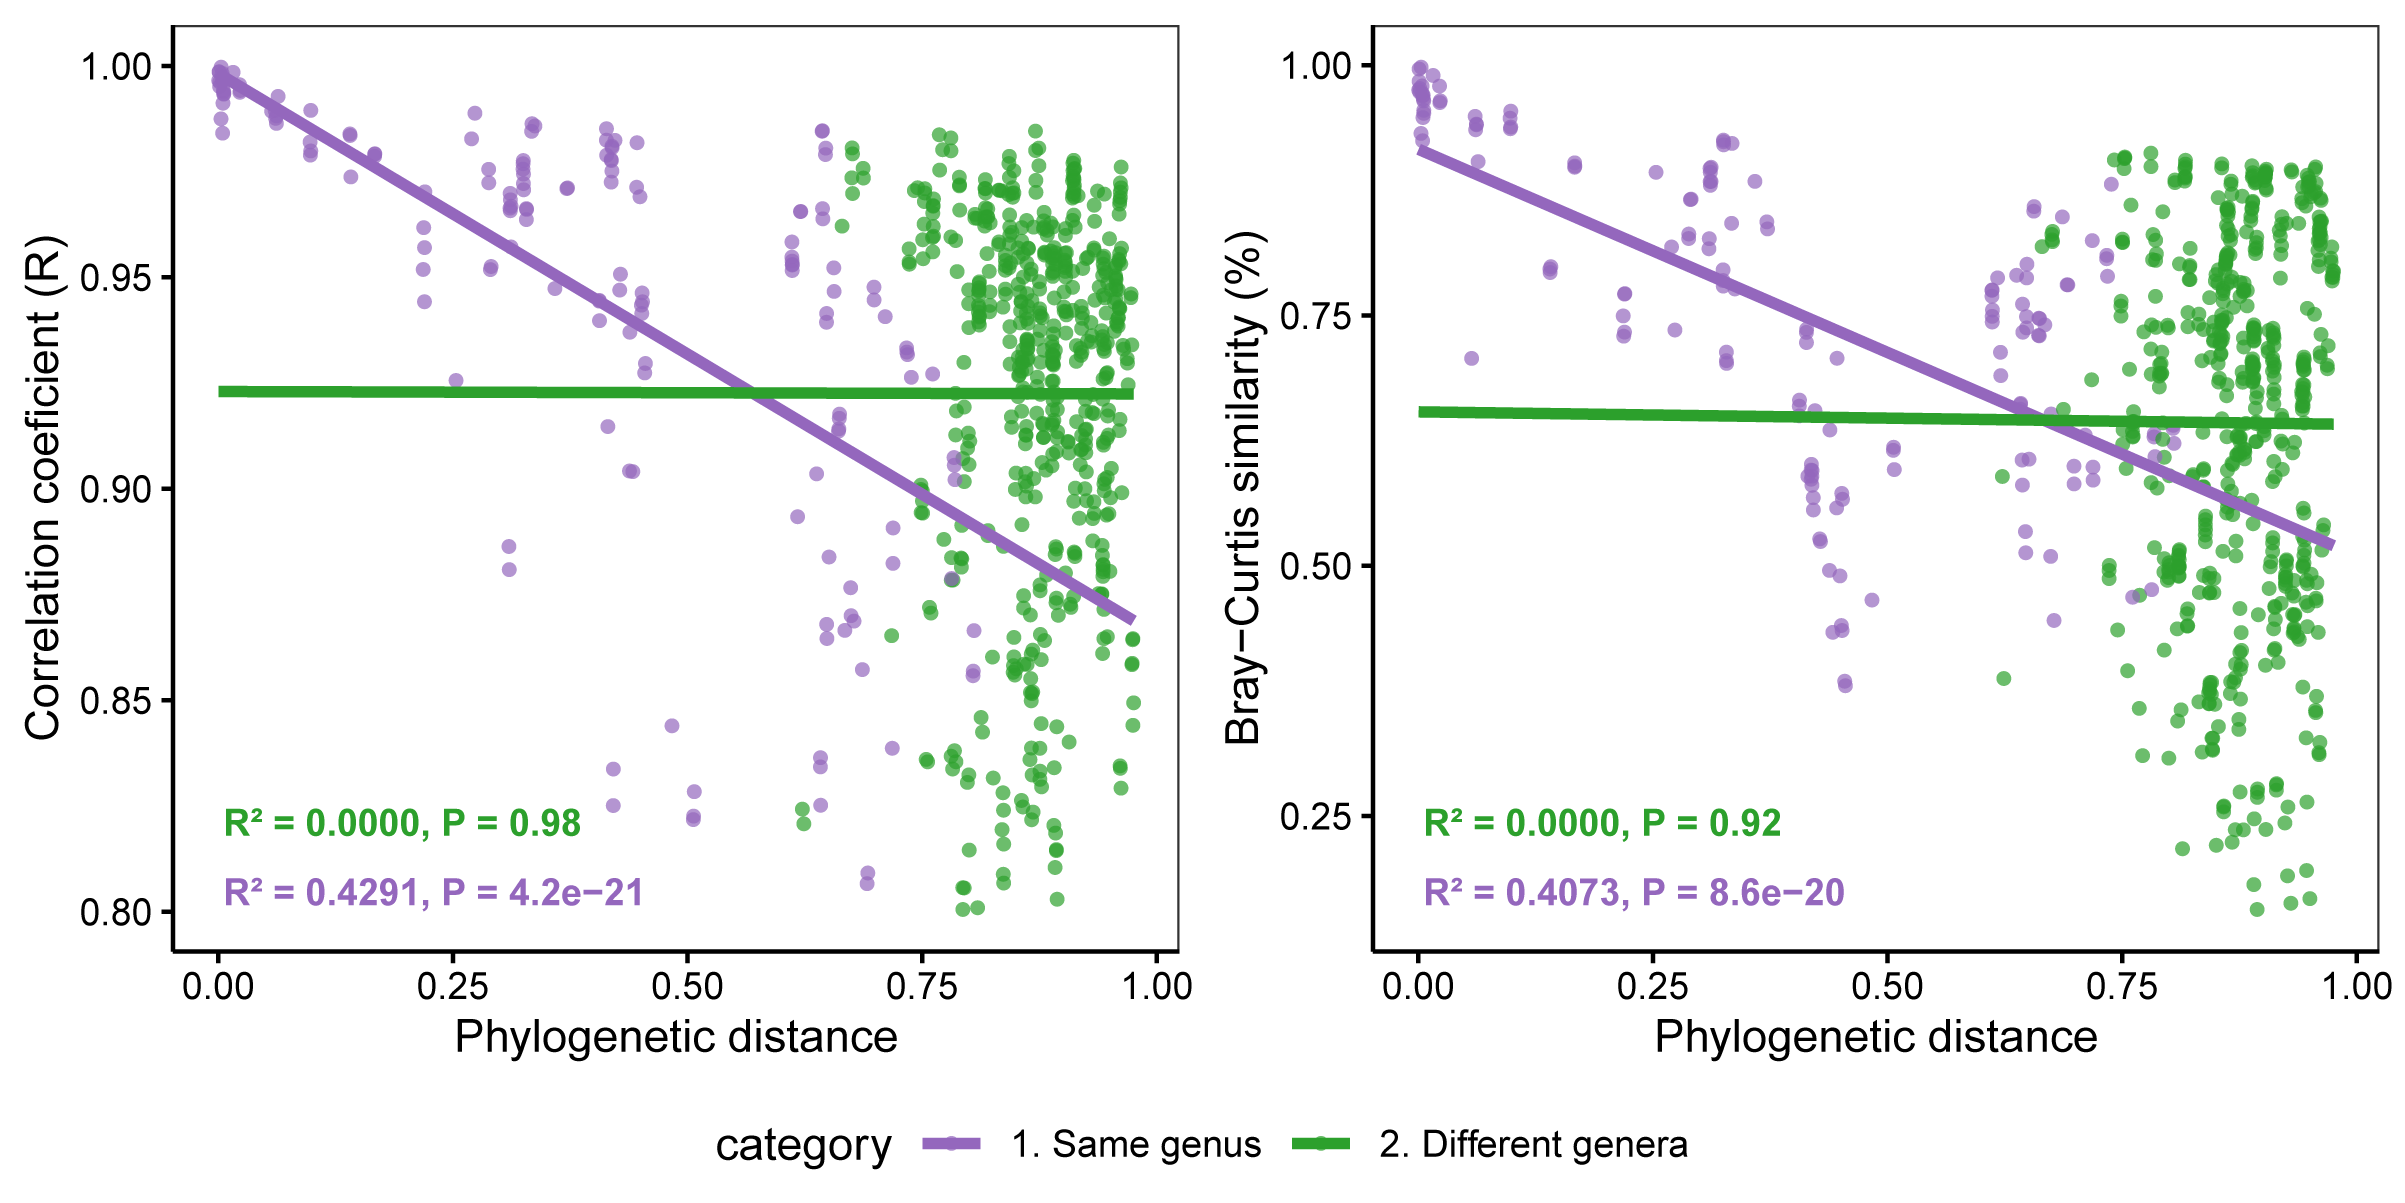 Correlation coeficient (R)
1.00
0.95
0.90
0.85
0.80
R² = 0.0000, P = 0.98
R² = 0.4291, P = 4.2e−21
0.00 0.25 0.50 0.75 1.00
Phylogenetic distance
Bray−Curtis similarity (%)
1.00
0.75
0.50
0.25
R² = 0.0000, P = 0.92
R² = 0.4073, P = 8.6e−20
0.00 0.25 0.50 0.75 1.00
Phylogenetic distance
category 1. Same genus 2. Different genera